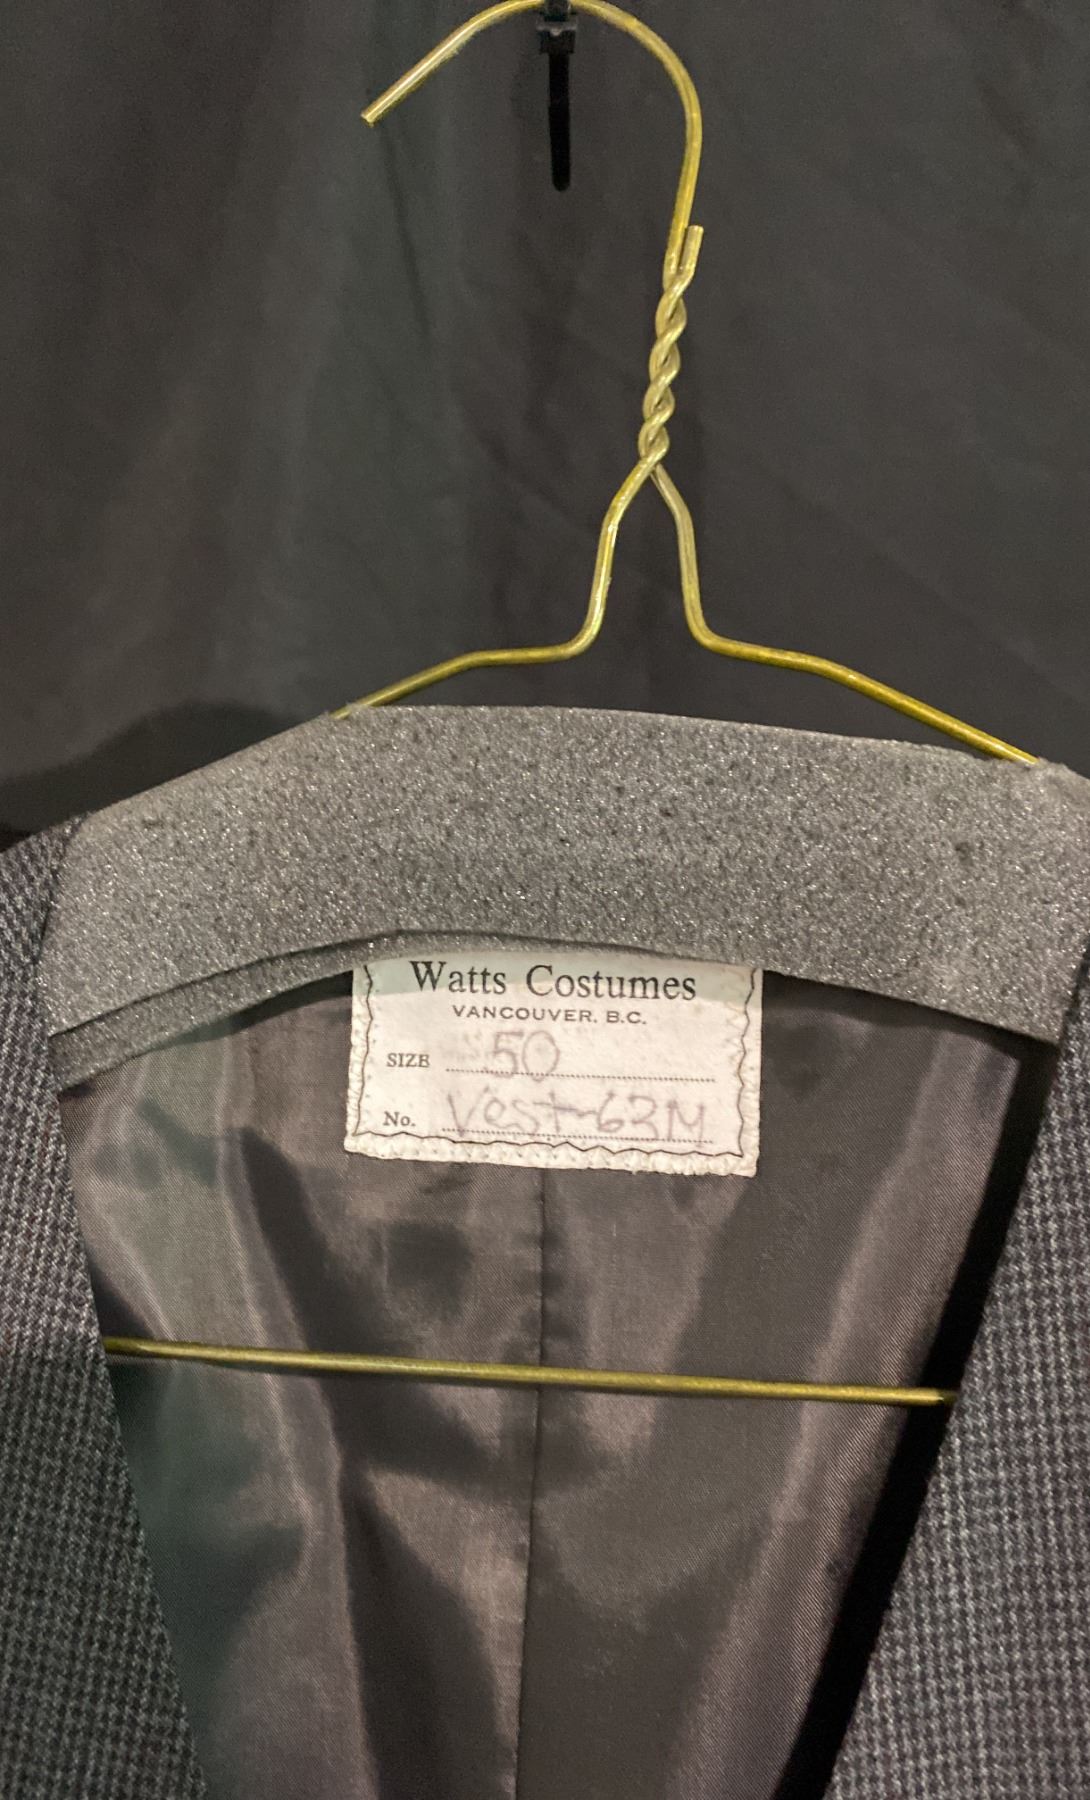 Watts Costumes
VANCOUVER. B.C.
SIZE 50
No. Vest-63M